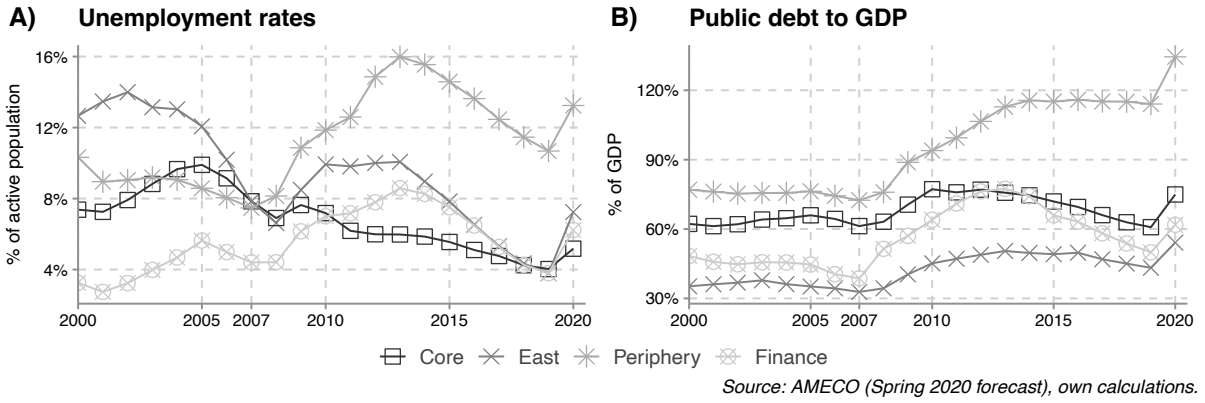 A) Unemployment rates
B) Public debt to GDP
% of active population
16%
12%
8%
4%
2000 2005 2007 2010 2015 2020
% of GDP
120%
90%
60%
30%
2000 2005 2007 2010 2015 2020
Core East Periphery Finance
Source: AMECO (Spring 2020 forecast), own calculations.